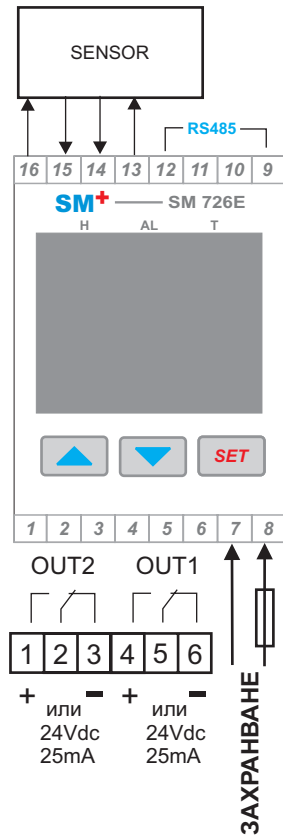 SENSOR
RS485
16 15 14 13 12 11 10 9
SM+ SM 726E
H AL T
SET
1 2 3 4 5 6 7 8
OUT2 OUT1
1 2 3 4 5 6
+ - + -
или или
24Vdc 24Vdc
25mA 25mA
ЗАХРАНВАНЕ